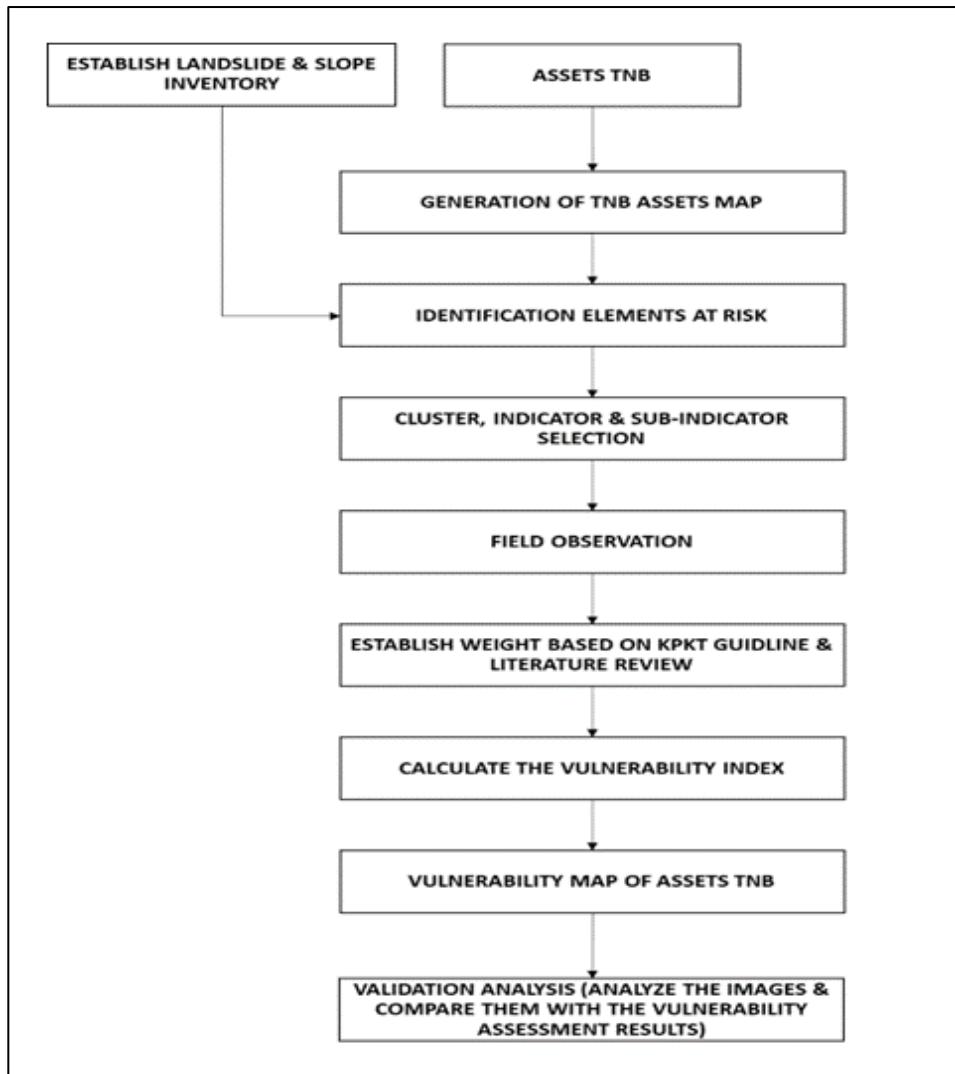 ESTABLISH LANDSLIDE & SLOPE
INVENTORY
ASSETS TNB
GENERATION OF TNB ASSETS MAP
IDENTIFICATION ELEMENTS AT RISK
CLUSTER, INDICATOR & SUB-INDICATOR
SELECTION
FIELD OBSERVATION
ESTABLISH WEIGHT BASED ON KPKT GUIDLINE &
LITERATURE REVIEW
CALCULATE THE VULNERABILITY INDEX
VULNERABILITY MAP OF ASSETS TNB
VALIDATION ANALYSIS (ANALYZE THE IMAGES &
COMPARE THEM WITH THE VULNERABILITY
ASSESSMENT RESULTS)